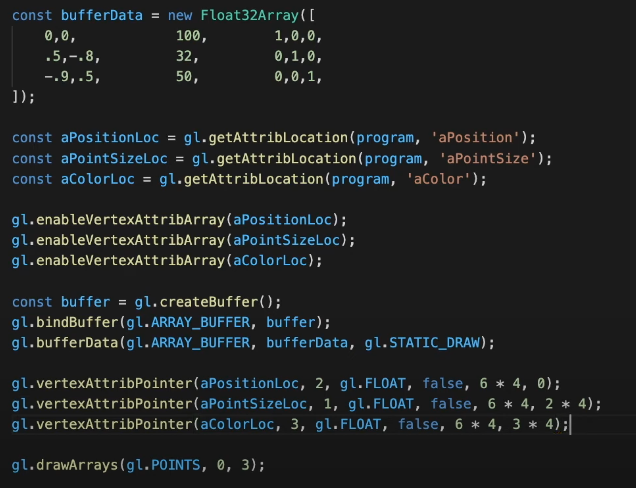 const bufferData = new Float32Array([
    0,0,            100,        1,0,0,
    .5,-.8,         32,         0,1,0,
    -.9,.5,         50,         0,0,1,
]);
const aPositionLoc = gl.getAttribLocation(program, 'aPosition');
const aPointSizeLoc = gl.getAttribLocation(program, 'aPointSize');
const aColorLoc = gl.getAttribLocation(program, 'aColor');
gl.enableVertexAttribArray(aPositionLoc);
gl.enableVertexAttribArray(aPointSizeLoc);
gl.enableVertexAttribArray(aColorLoc);
const buffer = gl.createBuffer();
gl.bindBuffer(gl.ARRAY_BUFFER, buffer);
gl.bufferData(gl.ARRAY_BUFFER, bufferData, gl.STATIC_DRAW);
gl.vertexAttribPointer(aPositionLoc, 2, gl.FLOAT, false, 6 * 4, 0);
gl.vertexAttribPointer(aPointSizeLoc, 1, gl.FLOAT, false, 6 * 4, 2 * 4);
gl.vertexAttribPointer(aColorLoc, 3, gl.FLOAT, false, 6 * 4, 3 * 4);
gl.drawArrays(gl.POINTS, 0, 3);